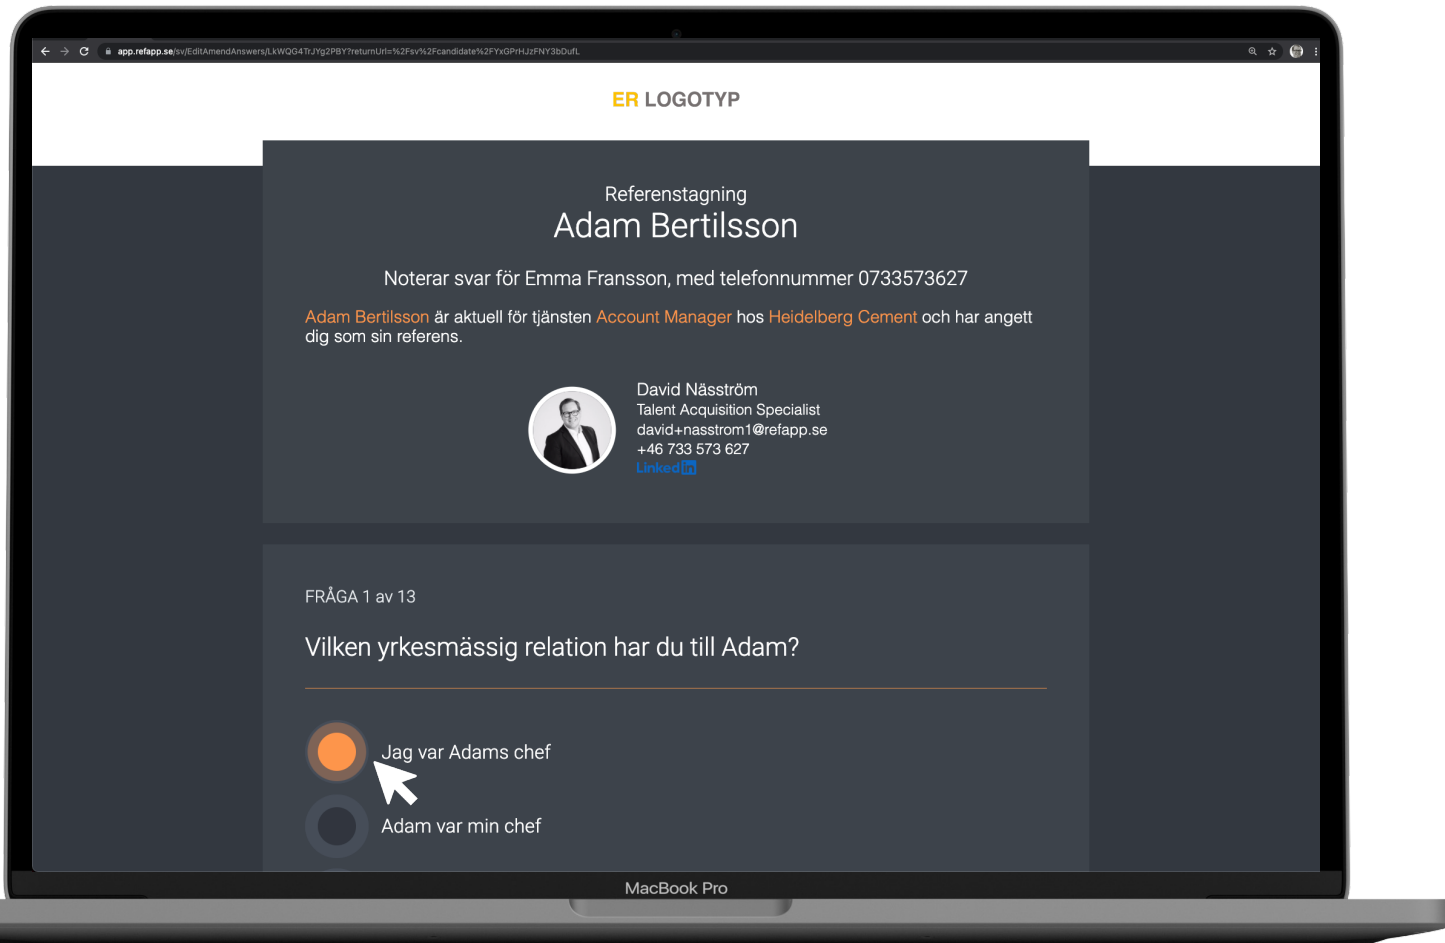 app.refapp.se/sv/EditAmendAnswers/LkWQG4TrJYg2PBY?returnUrl=%2Fsv%2Fcandidate%2FYxGPrHJzFNY3bDufL
ER LOGOTYP
Referenstagning
Adam Bertilsson
Noterar svar för Emma Fransson, med telefonnummer 0733573627
Adam Bertilsson är aktuell för tjänsten Account Manager hos Heidelberg Cement och har angett
dig som sin referens.
David Näsström
Talent Acquisition Specialist
david+nasstrom1@refapp.se
+46 733 573 627
Linked in
FRÅGA 1 av 13
Vilken yrkesmässig relation har du till Adam?
Jag var Adams chef
Adam var min chef
MacBook Pro